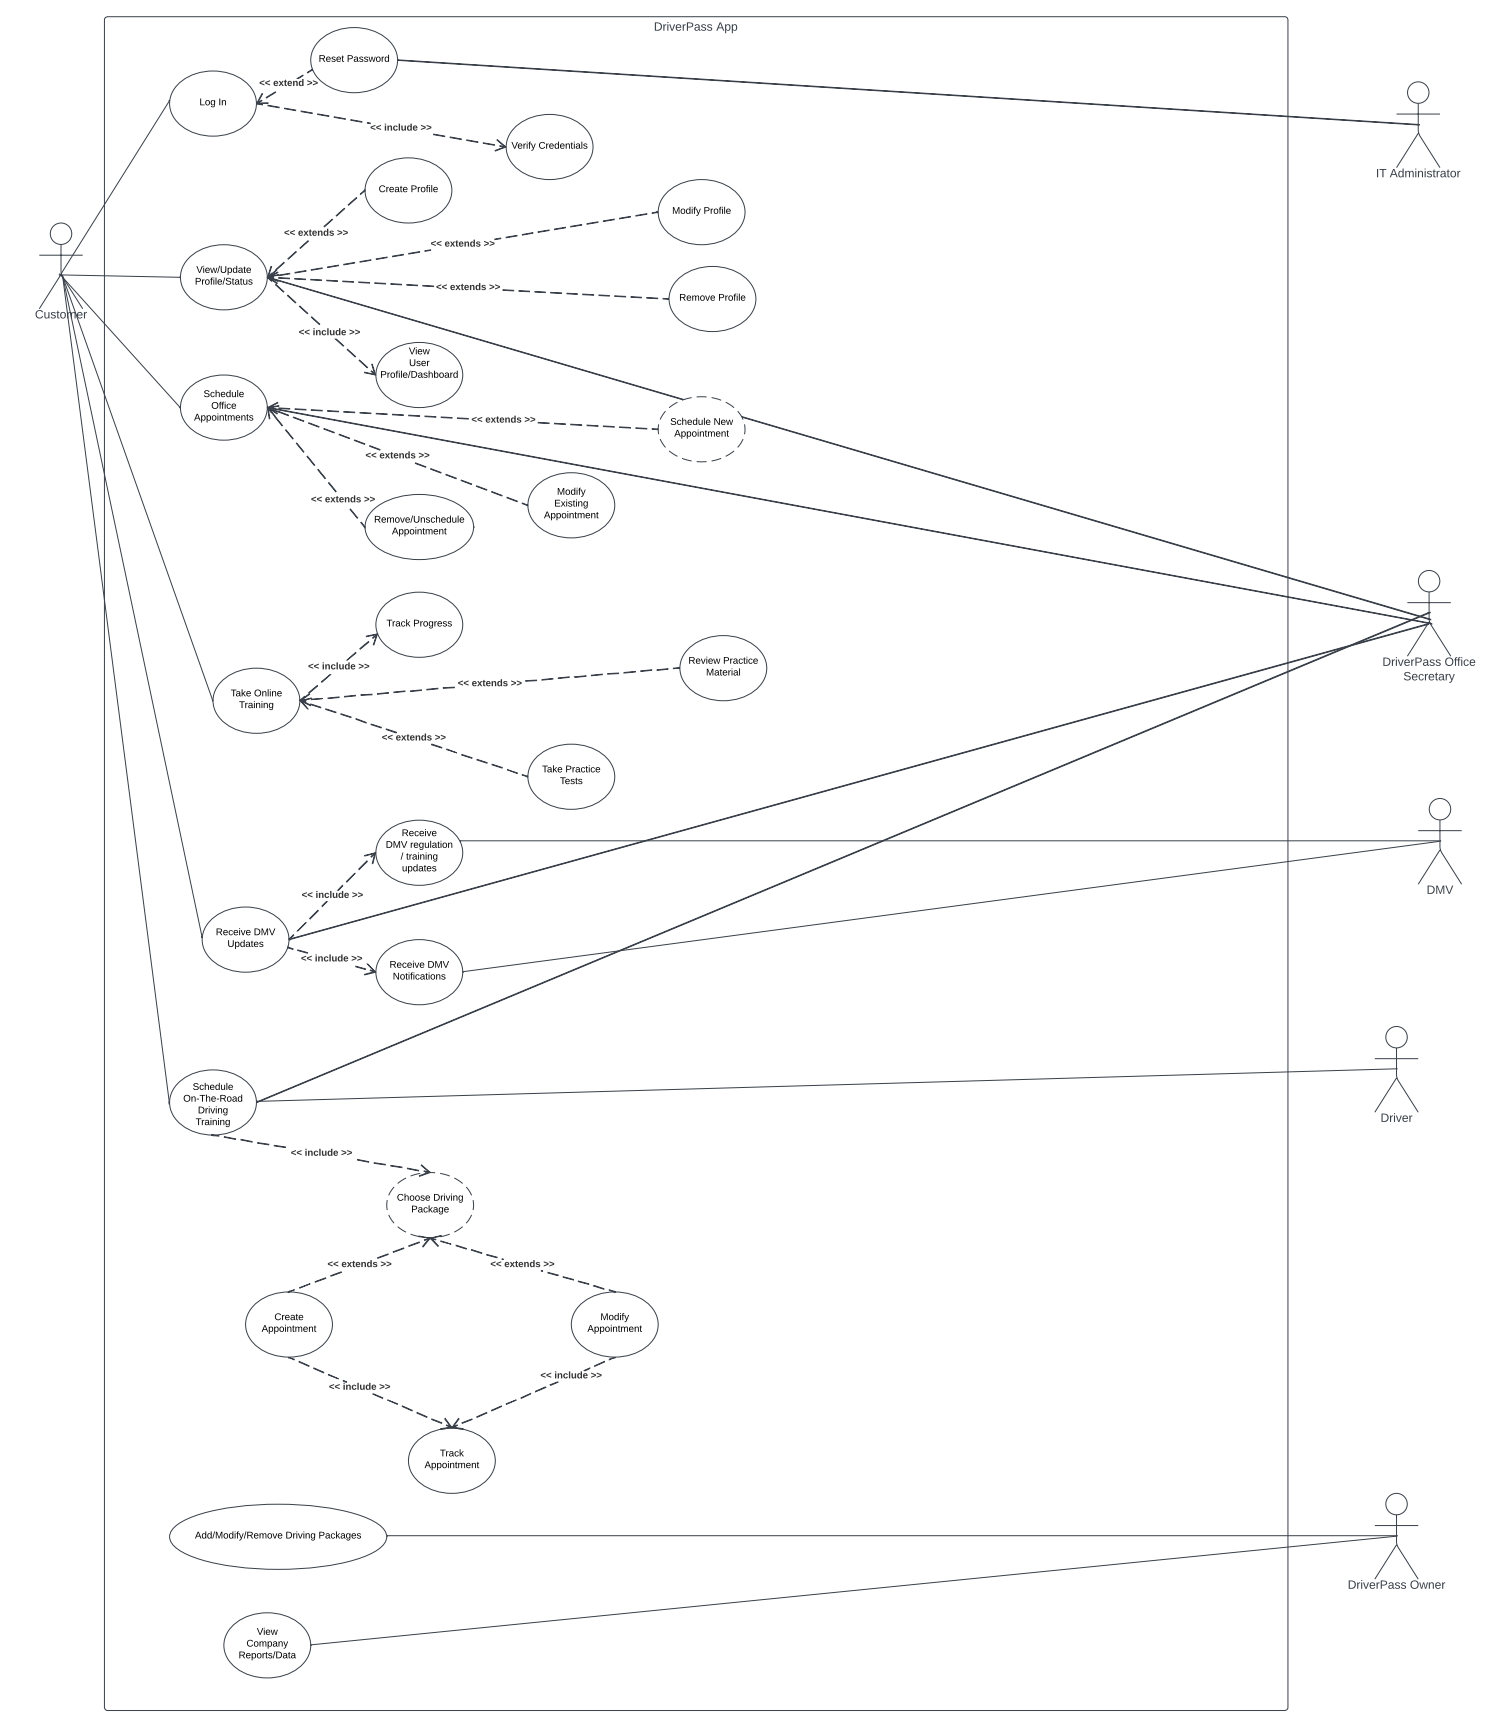 DriverPass App
Reset Password
<< extend >>
Log In
<< include >>
Verify Credentials
IT Administrator
Create Profile
Modify Profile
<< extends >>
<< extends >>
View/Update
Profile/Status
<< extends >>
Remove Profile
Customer
<< include >>
View
User
Profile/Dashboard
Schedule
Office
Appointments
<< extends >>
Schedule New
Appointment
<< extends >>
Modify
Existing
Appointment
<< extends >>
Remove/Unschedule
Appointment
Track Progress
<< include >>
Review Practice
Material
DriverPass Office
Secretary
<< extends >>
Take Online
Training
<< extends >>
Take Practice
Tests
Receive
DMV regulation
/ training
updates
DMV
<< include >>
Receive DMV
Updates
<< include >>
Receive DMV
Notifications
Schedule
On-The-Road
Driving
Training
Driver
<< include >>
Choose Driving
Package
<< extends >>
<< extends >>
Create
Appointment
Modify
Appointment
<< include >>
<< include >>
Track
Appointment
Add/Modify/Remove Driving Packages
DriverPass Owner
View
Company
Reports/Data